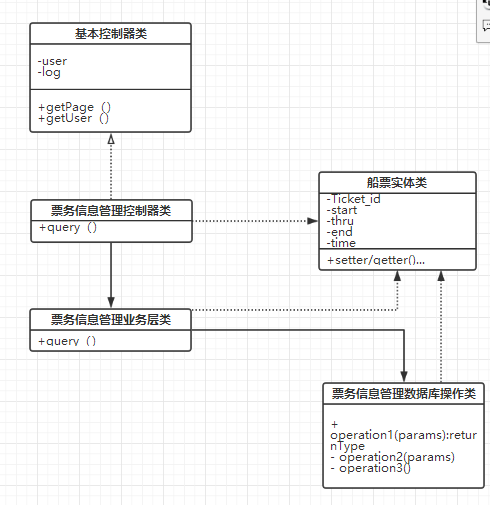 基本控制器类
-user
-log
+getPage（）
+getUser（）
票务信息管理控制器类
+query（）
船票实体类
-Ticket_id
-start
-thru
-end
-time
+setter/getter()...
票务信息管理业务层类
+query（）
票务信息管理数据库操作类
+
operation1(params):retur
nType
- operation2(params)
- operation3()